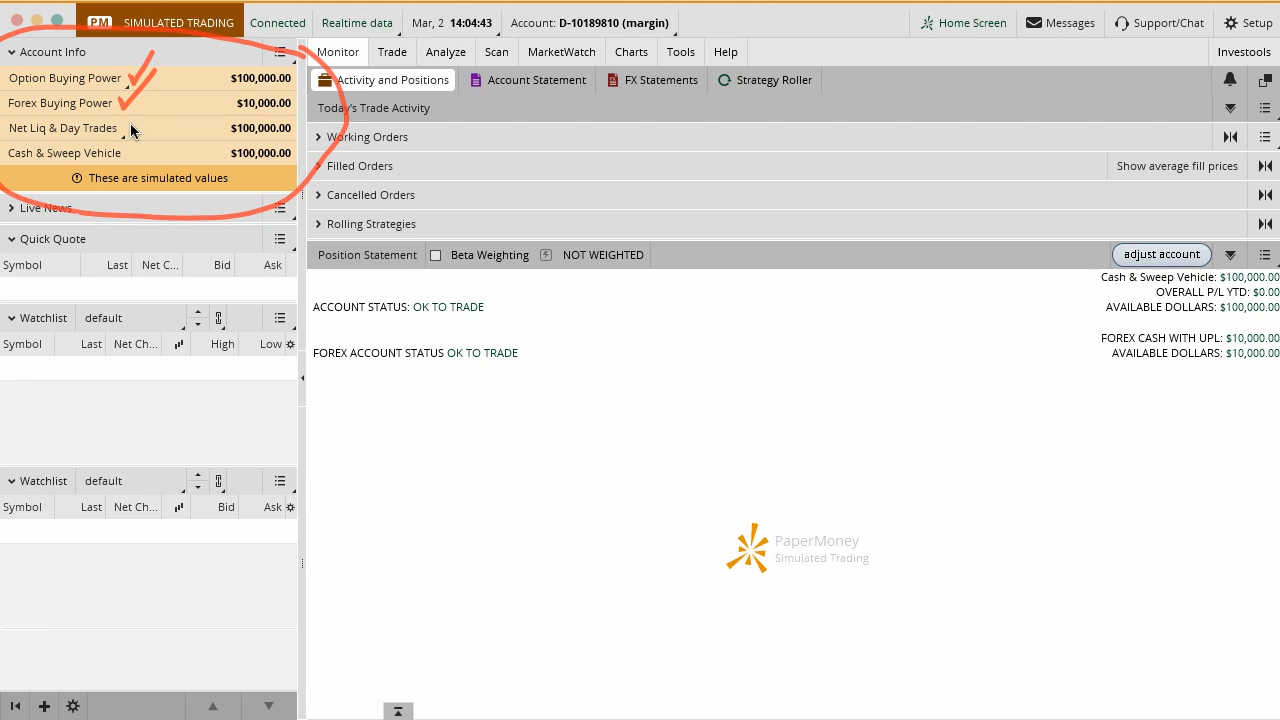 PM SIMULATED TRADING Connected Realtime data Mar, 2 14:04:43 Account: D-10189810 (margin) Home Screen Messages Support/Chat Setup
Account Info
Option Buying Power $100,000.00
Forex Buying Power $10,000.00
Net Liq & Day Trades $100,000.00
Cash & Sweep Vehicle $100,000.00
These are simulated values
Live News
Quick Quote
Symbol Last Net C... Bid Ask
Watchlist default
Symbol Last Net Ch... High Low
Watchlist default
Symbol Last Net Ch... Bid Ask
Monitor Trade Analyze Scan MarketWatch Charts Tools Help Investools
Activity and Positions Account Statement FX Statements Strategy Roller
Today's Trade Activity
Working Orders
Filled Orders Show average fill prices
Cancelled Orders
Rolling Strategies
Position Statement Beta Weighting NOT WEIGHTED adjust account
Cash & Sweep Vehicle: $100,000.00
OVERALL P/L YTD: $0.00
ACCOUNT STATUS: OK TO TRADE AVAILABLE DOLLARS: $100,000.00
FOREX CASH WITH UPL: $10,000.00
FOREX ACCOUNT STATUS OK TO TRADE AVAILABLE DOLLARS: $10,000.00
PaperMoney
Simulated Trading